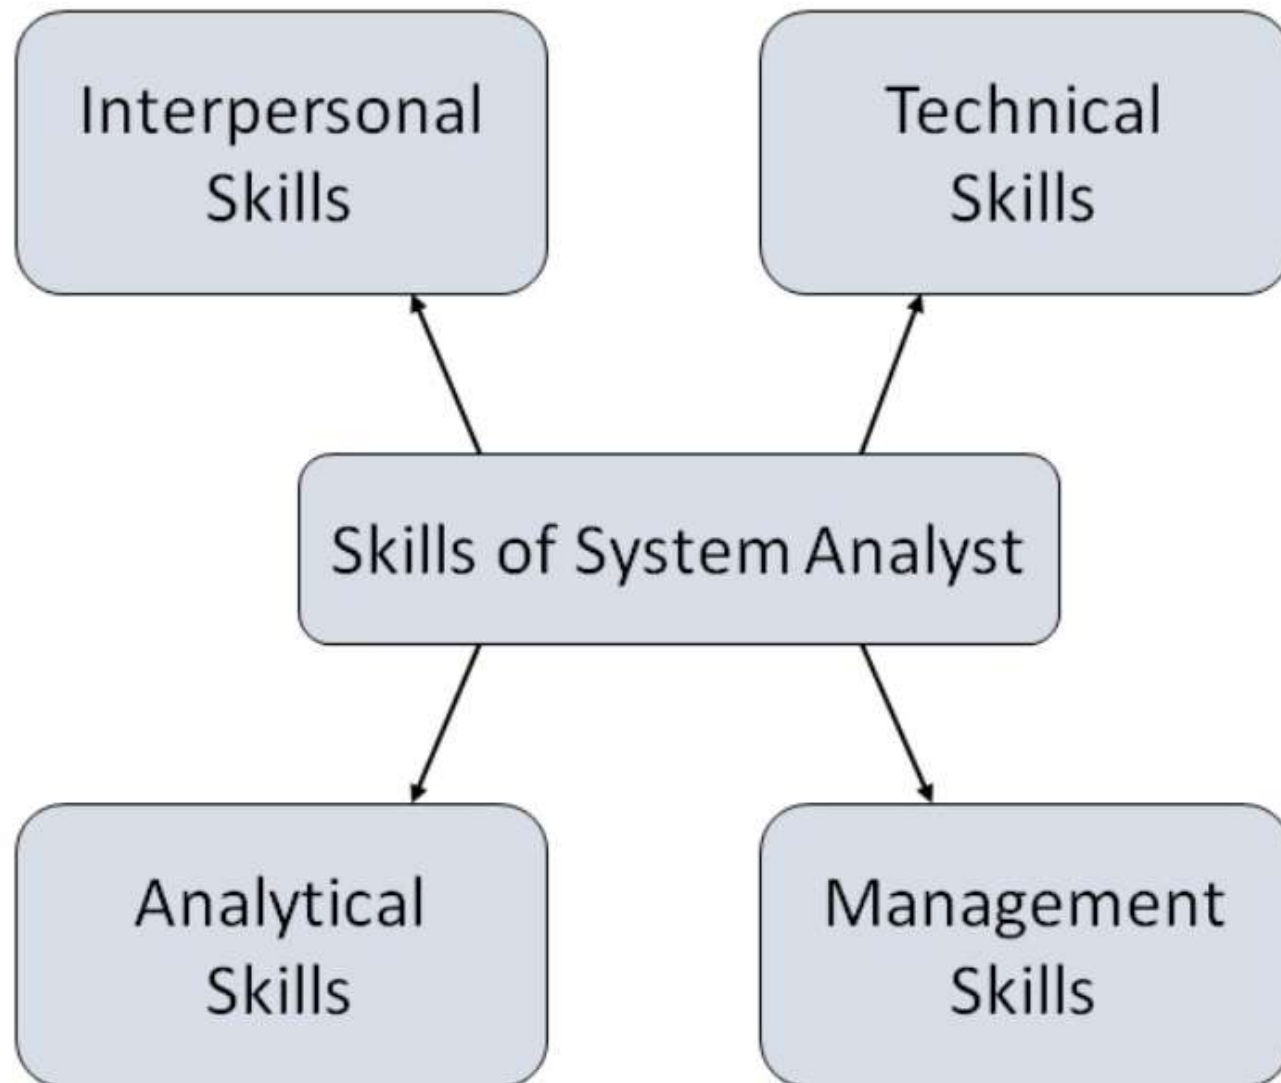 Interpersonal
Skills
Technical
Skills
Skills of System Analyst
Analytical
Skills
Management
Skills